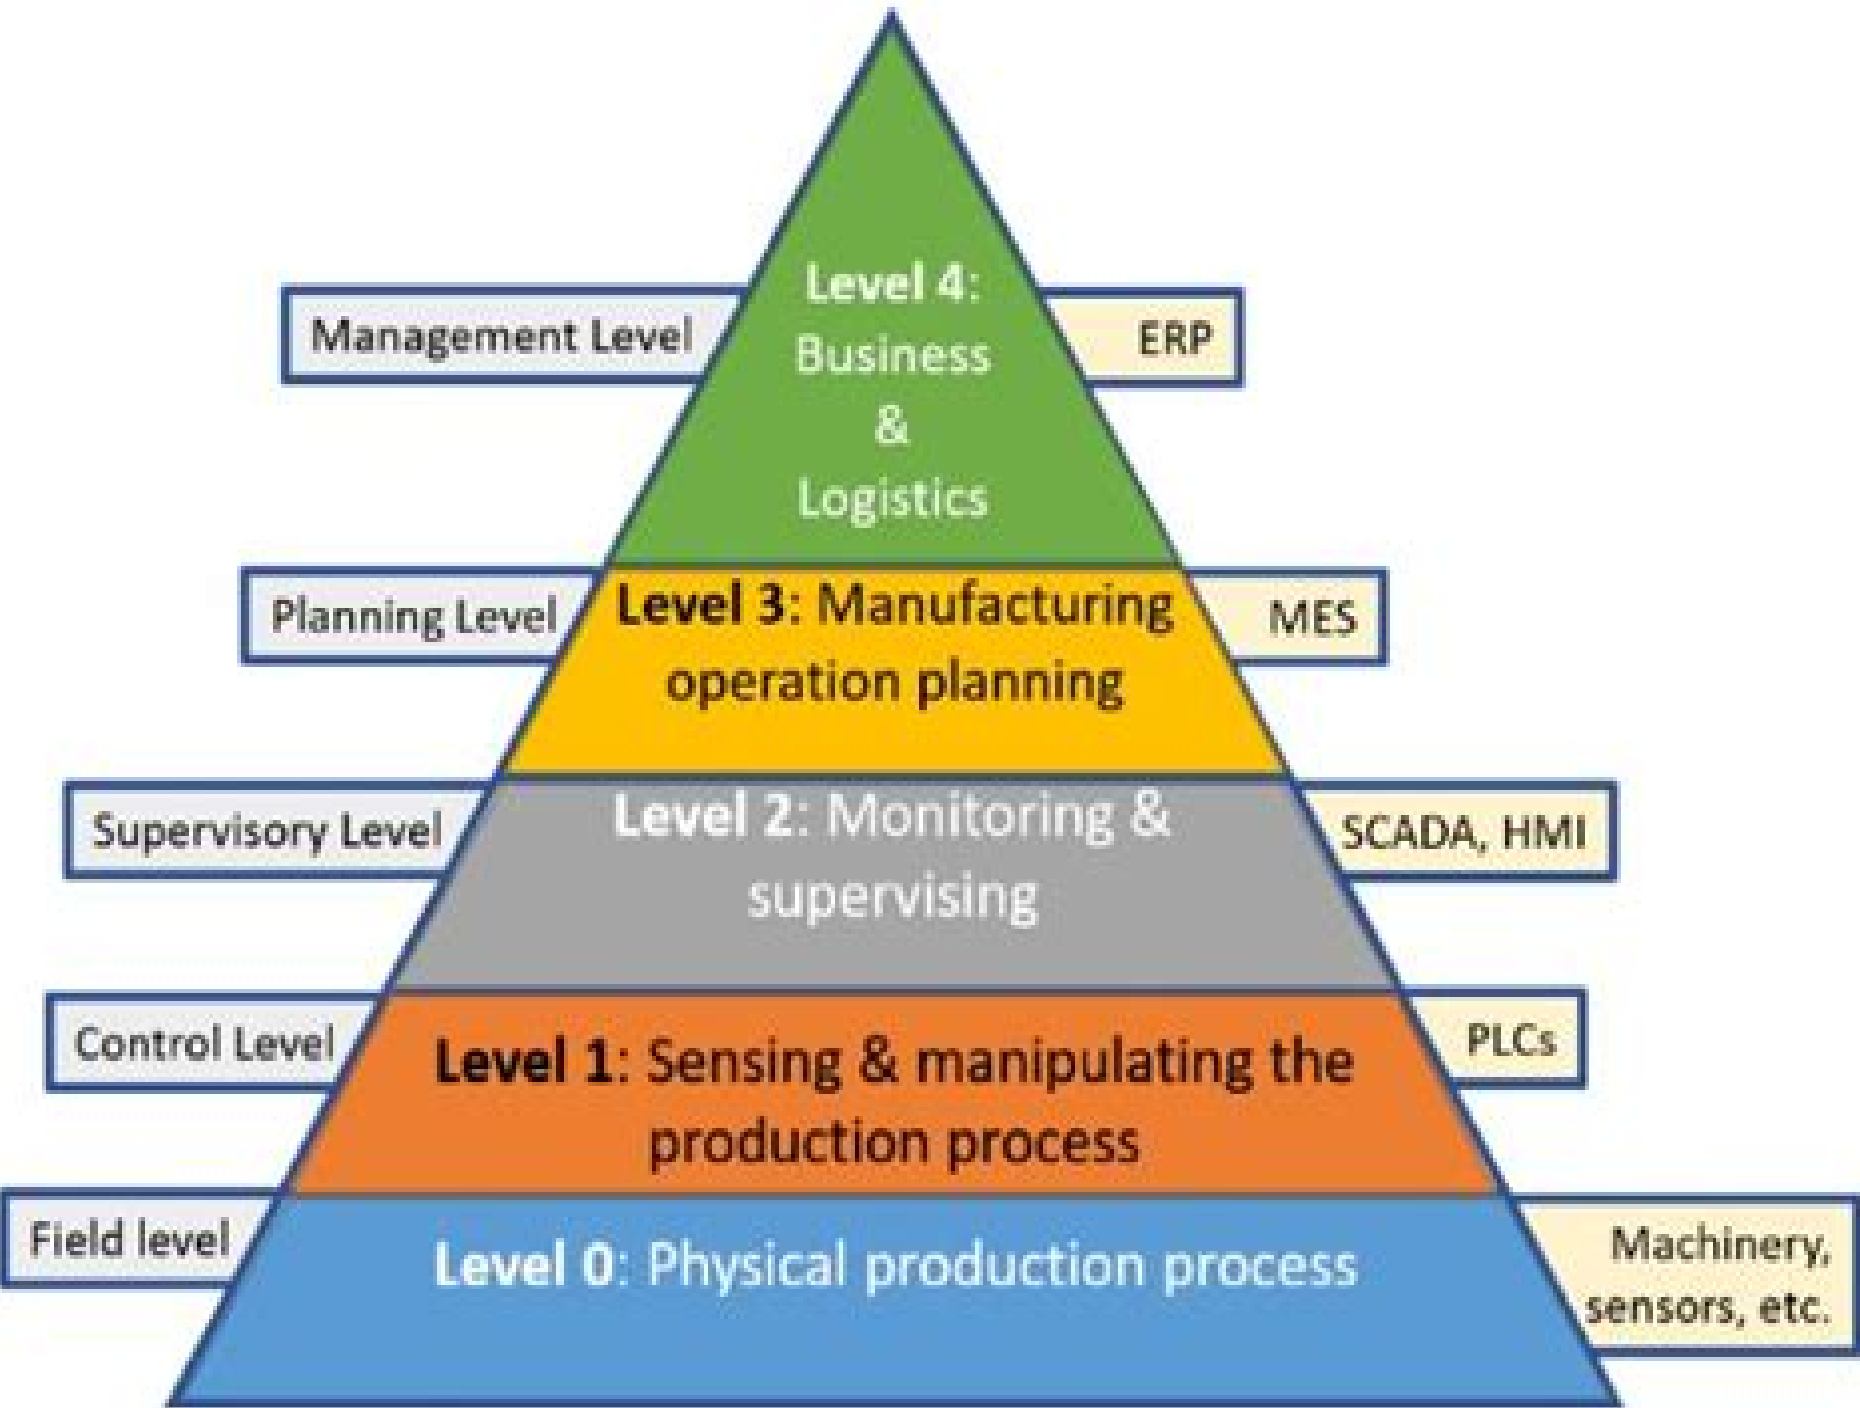 Level 4:
Business
&
Logistics
Management Level
ERP
Level 3: Manufacturing
operation planning
Planning Level
MES
Level 2: Monitoring &
supervising
Supervisory Level
SCADA, HMI
Level 1: Sensing & manipulating the
production process
Control Level
PLCs
Level 0: Physical production process
Field level
Machinery,
sensors, etc.